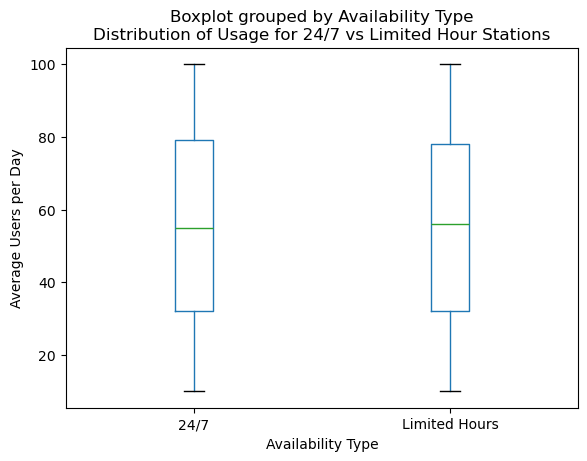 Boxplot grouped by Availability Type
Distribution of Usage for 24/7 vs Limited Hour Stations
100
80
60
40
20
Average Users per Day
24/7
Limited Hours
Availability Type